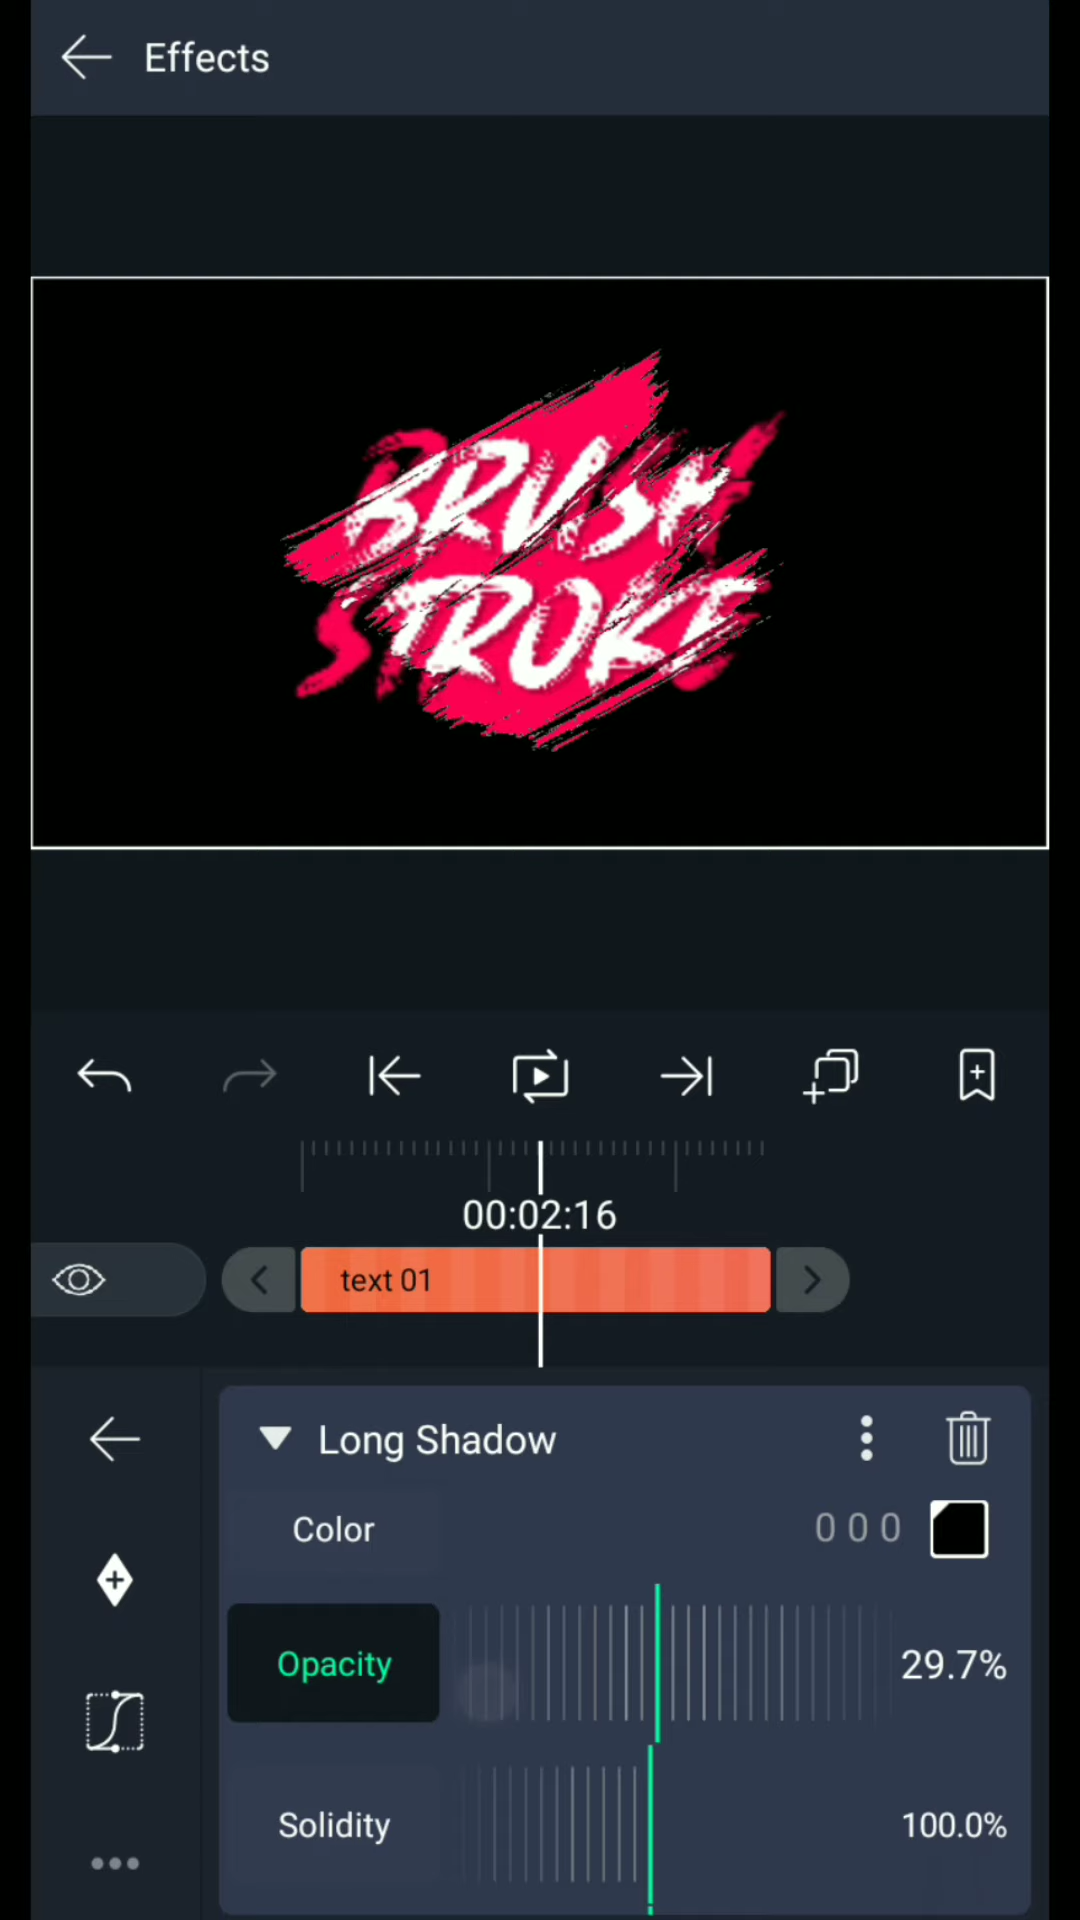 Effects
BRUSH
STROKE
00:02:16
text 01
Long Shadow
Color 0 0 0
Opacity 29.7%
Solidity 100.0%